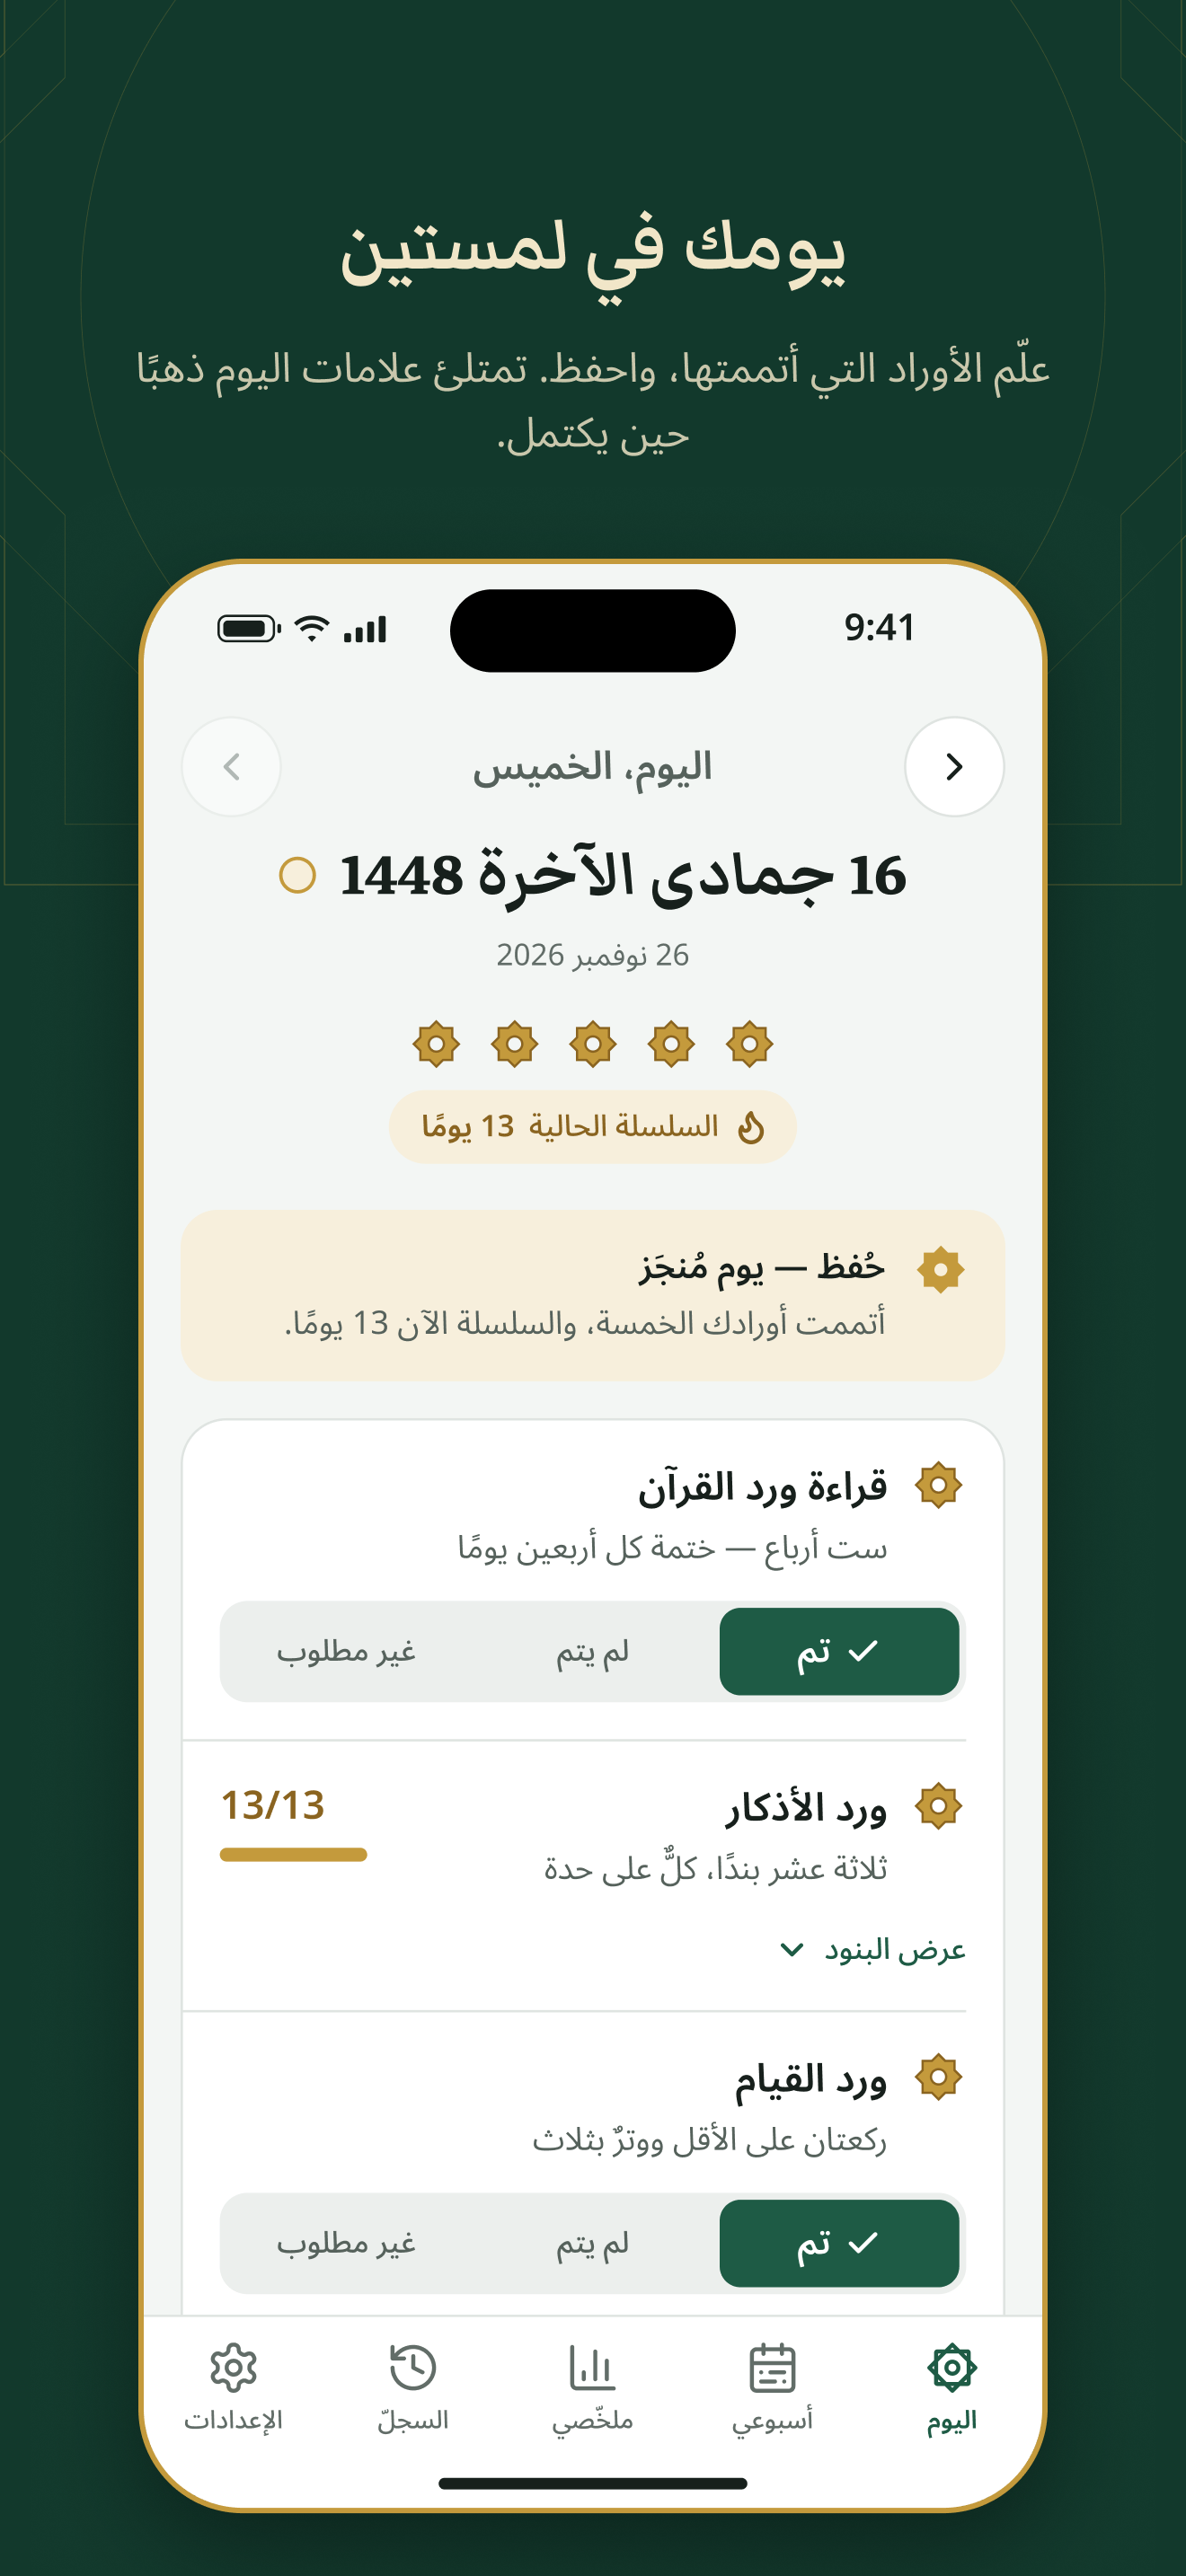 يومك في لمستين
علّم الأوراد التي أتممتها، واحفظ. تمتلئ علامات اليوم ذهبًا
حين يكتمل.
9:41
اليوم، الخميس
16 جمادى الآخرة 1448
26 نوفمبر 2026
السلسلة الحالية 13 يومًا
حُفظ — يوم مُنجَز
أتممت أورادك الخمسة، والسلسلة الآن 13 يومًا.
قراءة ورد القرآن
ست أرباع — ختمة كل أربعين يومًا
تم لم يتم غير مطلوب
ورد الأذكار 13/13
ثلاثة عشر بندًا، كلٌّ على حدة
عرض البنود
ورد القيام
ركعتان على الأقل ووترٌ بثلاث
تم لم يتم غير مطلوب
اليوم أسبوعي ملخّصي السجلّ الإعدادات